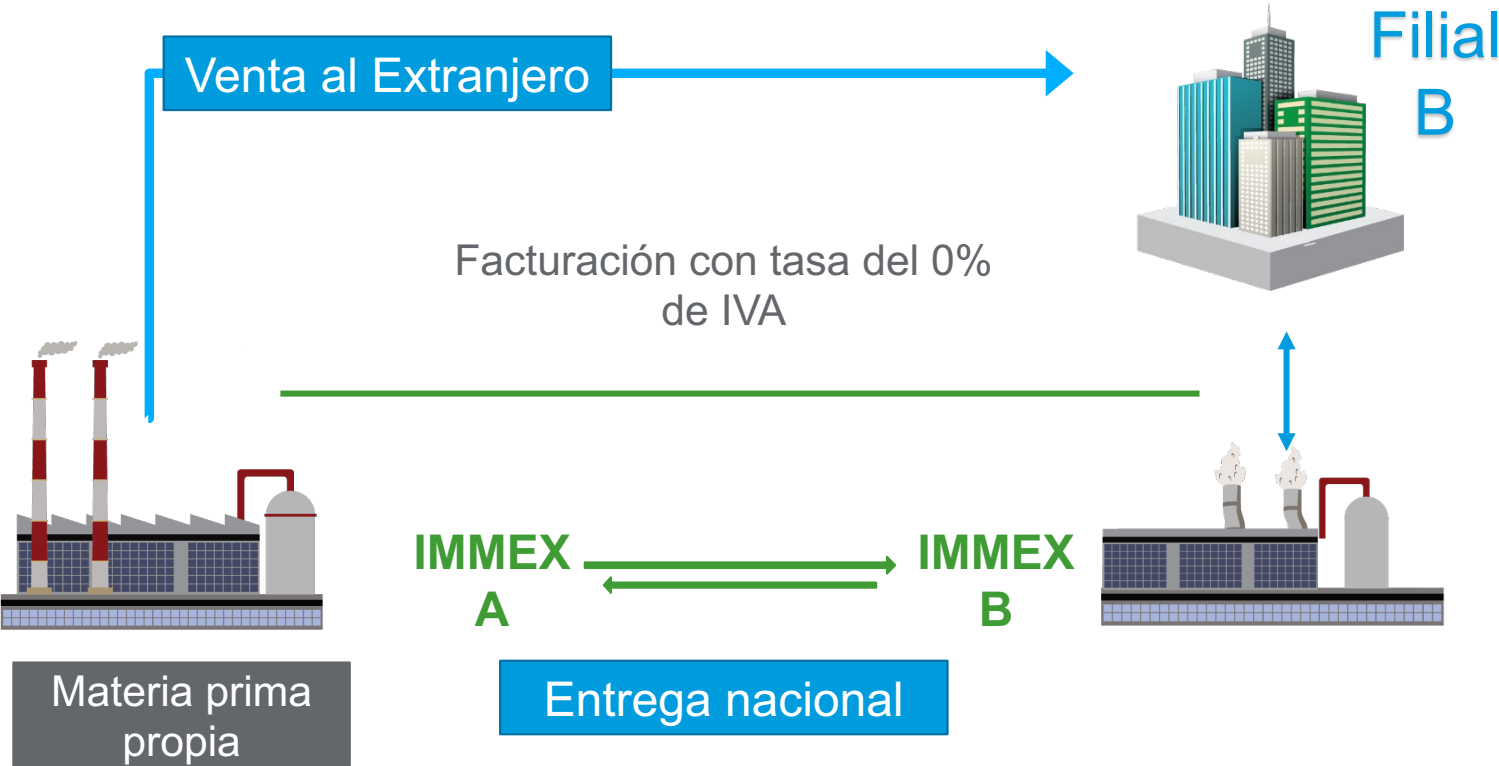 Venta al Extranjero
Filial
B
Facturación con tasa del 0%
de IVA
IMMEX
A
IMMEX
B
Materia prima
propia
Entrega nacional